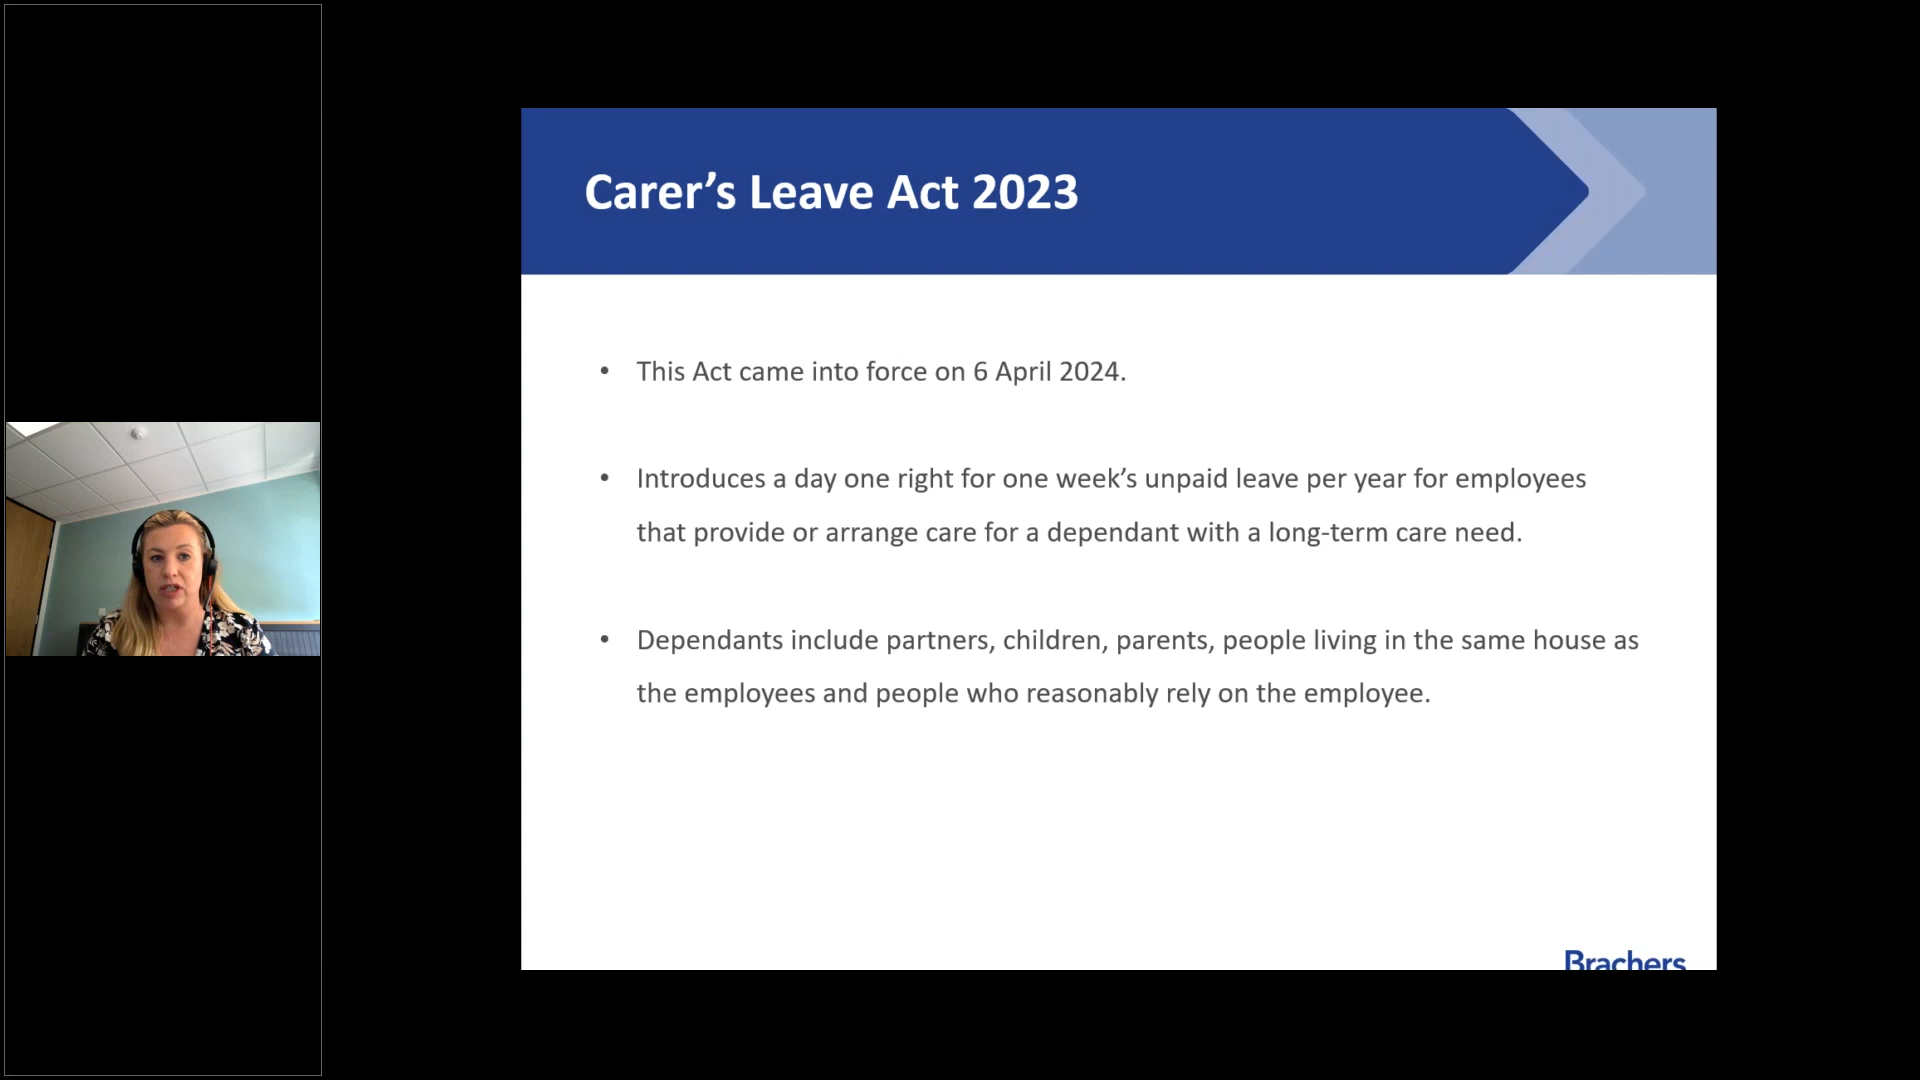 Carer’s Leave Act 2023
• This Act came into force on 6 April 2024.
• Introduces a day one right for one week’s unpaid leave per year for employees
that provide or arrange care for a dependant with a long-term care need.
• Dependants include partners, children, parents, people living in the same house as
the employees and people who reasonably rely on the employee.
Brachers